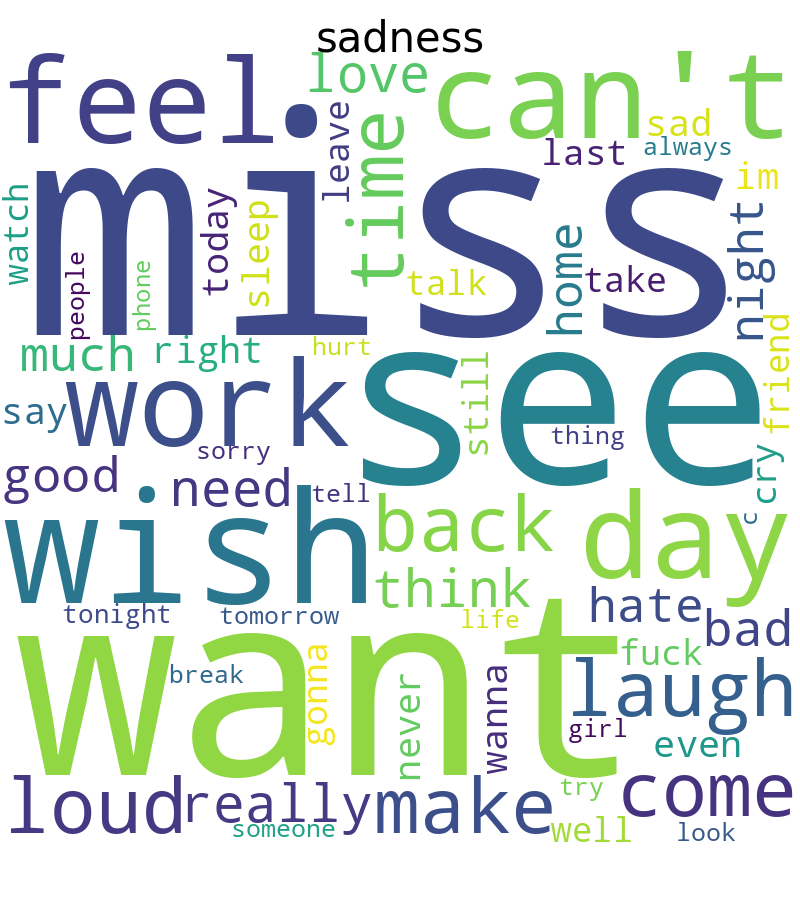 sadness
feel
love
can't
leave
time
sad
always
last
im
miss
watch
today
sleep
people
phone
talk
home
take
night
much
right
hurt
friend
see
work
say
still
thing
sorry
cry
good
need
tell
c
wish
back
day
think
tonight
tomorrow
life
hate
bad
want
fuck
break
gonna
never
wanna
laugh
girl
even
loud
really
make
try
come
someone
well
look